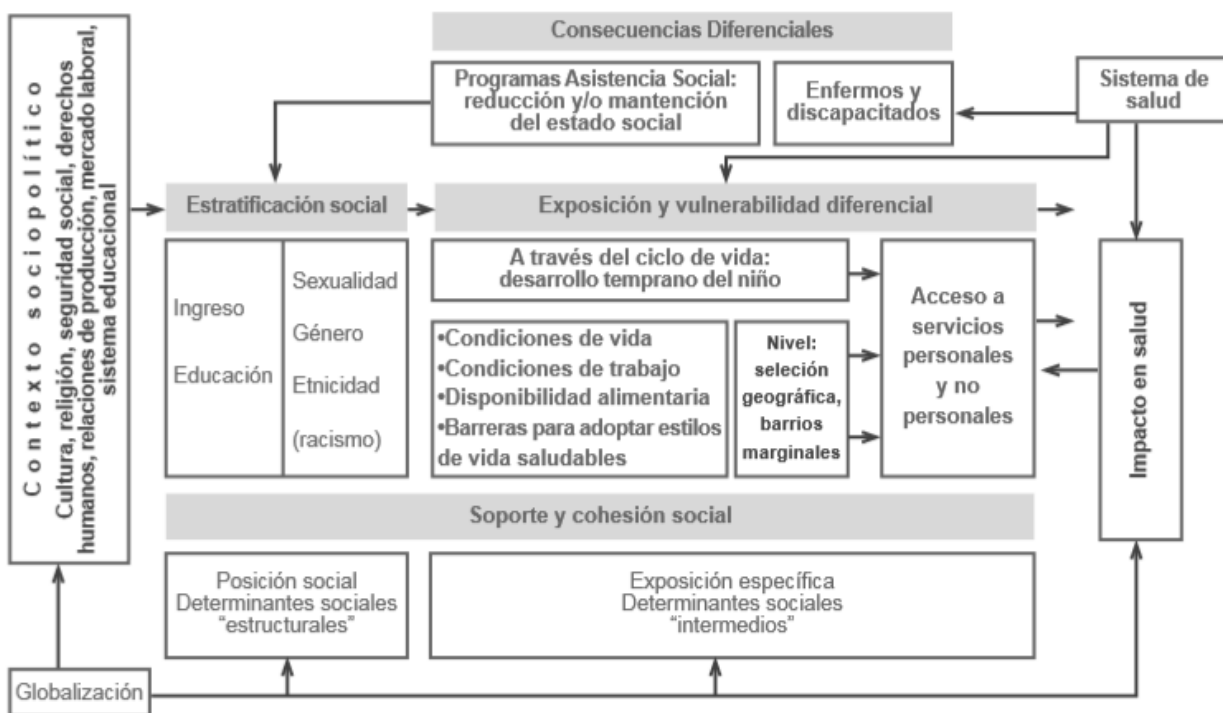 Contexto sociopolítico
Cultura, religión, seguridad social, derechos
humanos, relaciones de producción, mercado laboral,
sistema educacional
Consecuencias Diferenciales
Programas Asistencia Social:
reducción y/o mantención
del estado social
Enfermos y
discapacitados
Sistema de
salud
Estratificación social
Exposición y vulnerabilidad diferencial
Ingreso
Educación
Sexualidad
Género
Etnicidad
(racismo)
A través del ciclo de vida:
desarrollo temprano del niño
•Condiciones de vida
•Condiciones de trabajo
•Disponibilidad alimentaria
•Barreras para adoptar estilos
de vida saludables
Nivel:
seleción
geográfica,
barrios
marginales
Acceso a
servicios
personales
y no
personales
Impacto en salud
Soporte y cohesión social
Posición social
Determinantes sociales
“estructurales”
Exposición específica
Determinantes sociales
“intermedios”
Globalización